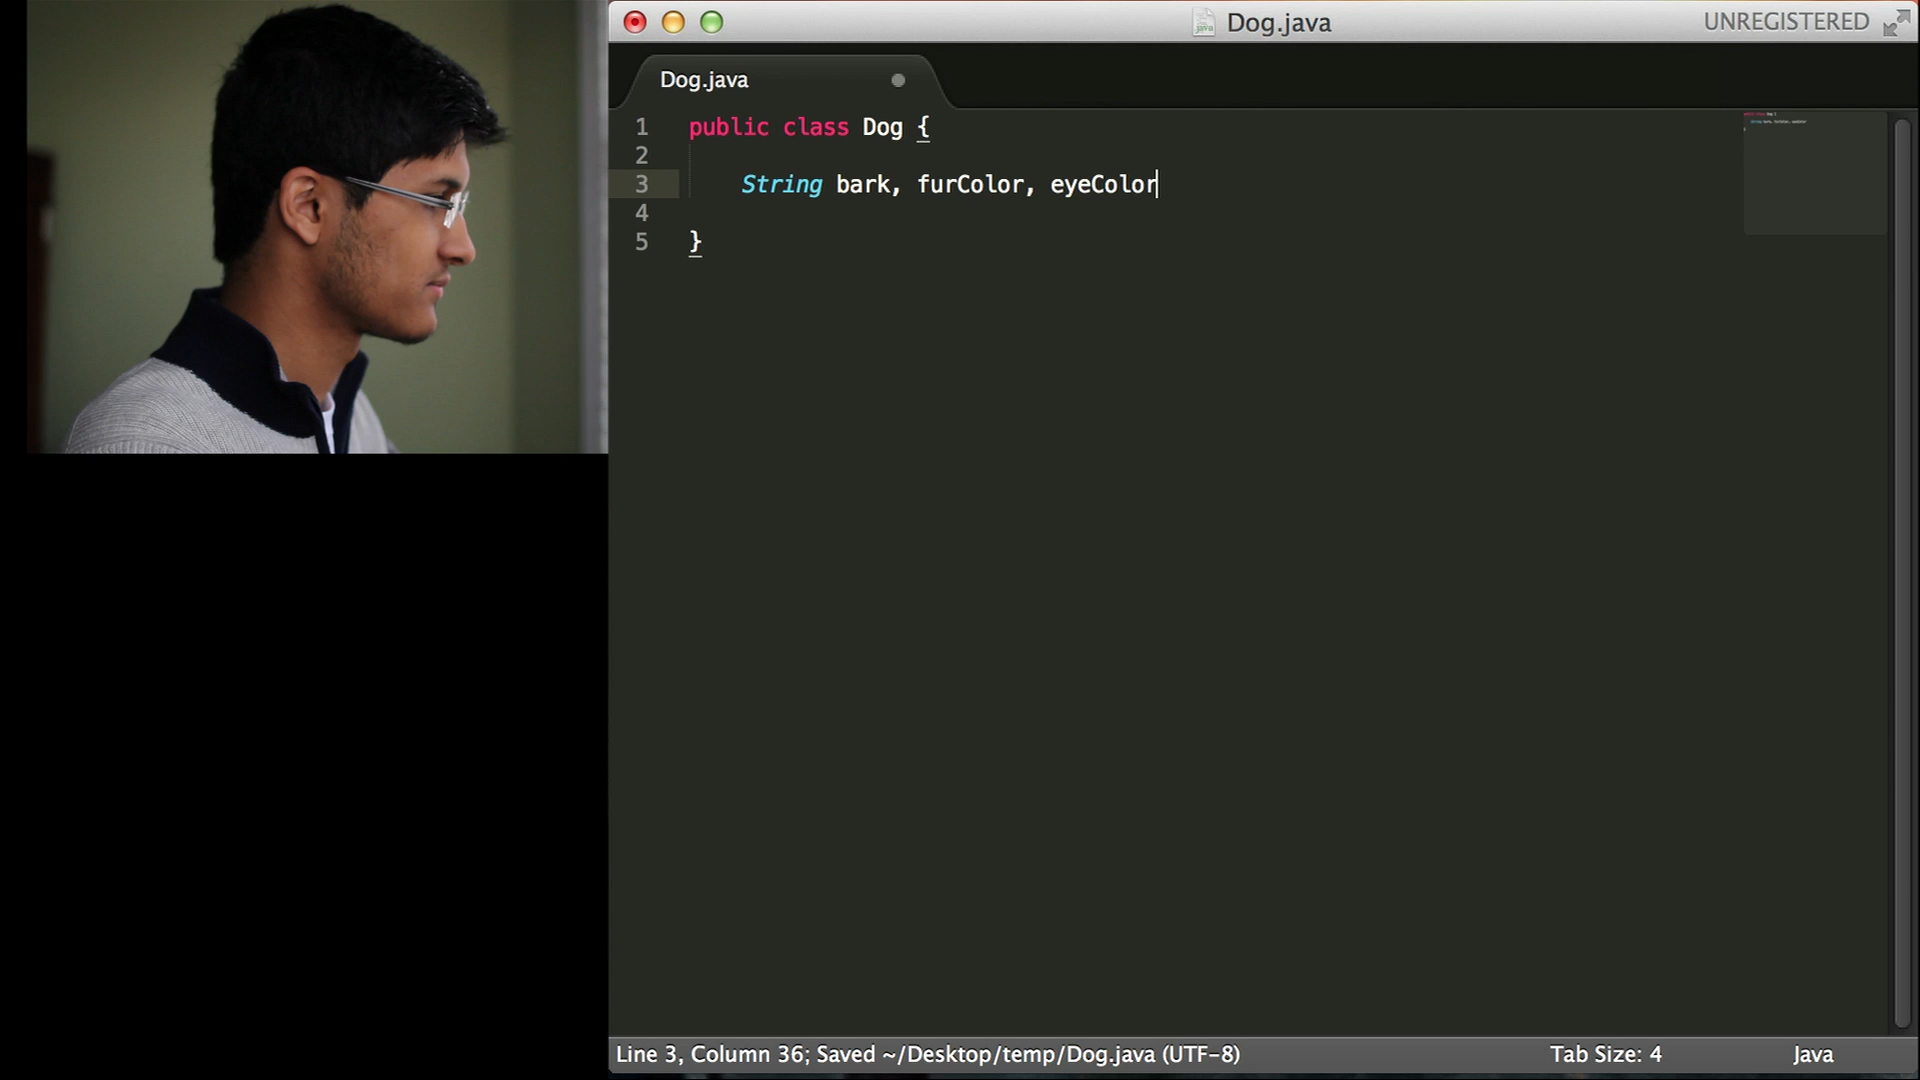 Dog.java
UNREGISTERED
Dog.java
1 public class Dog {
2
3 String bark, furColor, eyeColor
4
5 }
Line 3, Column 36; Saved ~/Desktop/temp/Dog.java (UTF-8)
Tab Size: 4
Java